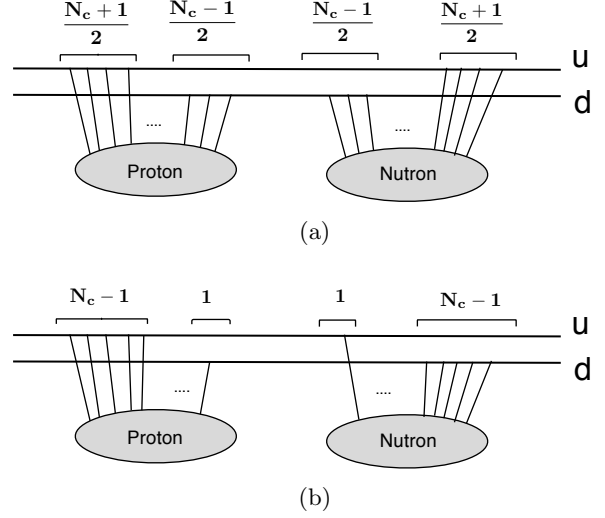 N_c + 1 / 2 N_c − 1 / 2 N_c − 1 / 2 N_c + 1 / 2
u
d
.... ....
Proton Nutron
(a)
N_c − 1 1 1 N_c − 1
u
d
.... ....
Proton Nutron
(b)